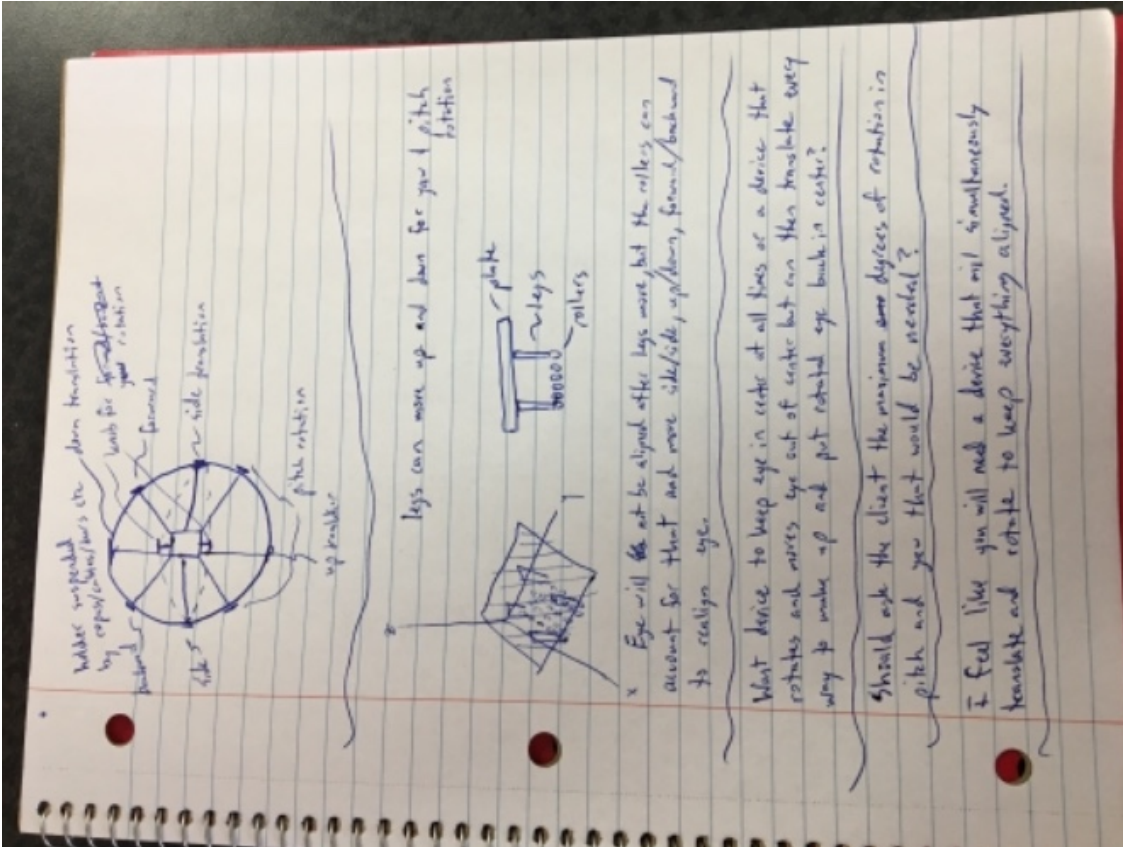 holder suspended
by ropes/cables/bars etc
down translation
knob for
yaw rotation
forward
backward
side
side translation
pitch rotation
up translation
legs can move up and down for yaw & pitch
rotation
plate
legs
rollers
z
x
Eye will not be aligned after legs move, but the rollers can
account for that and move side/side, up/down, forward/backward
to realign eye.
Want device to keep eye in center at all times or a device that
rotates and moves eye out of center but can then translate every
way to make up and put rotated eye back in center?
Should ask the client the maximum degrees of rotation in
pitch and yaw that would be needed?
I feel like you will need a device that will simultaneously
translate and rotate to keep everything aligned.